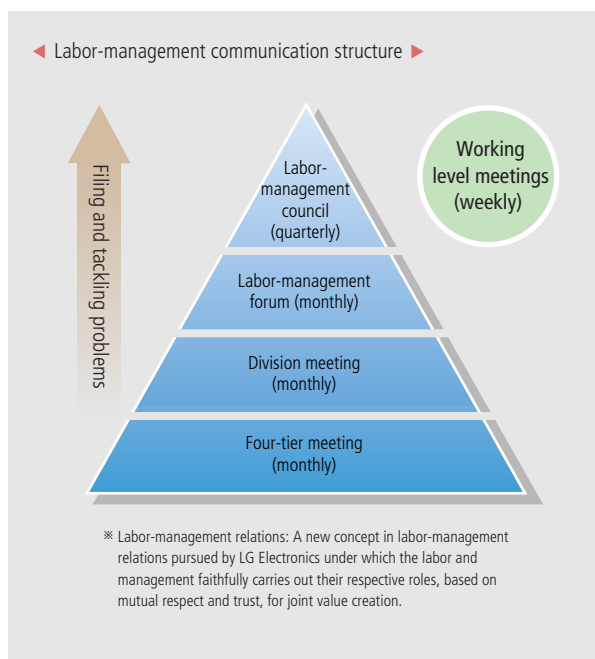 ◀ Labor-management communication structure ▶
Filing and tackling problems
Labor-
management
council
(quarterly)
Working
level meetings
(weekly)
Labor-management
forum (monthly)
Division meeting
(monthly)
Four-tier meeting
(monthly)
※ Labor-management relations: A new concept in labor-management
relations pursued by LG Electronics under which the labor and
management faithfully carries out their respective roles, based on
mutual respect and trust, for joint value creation.